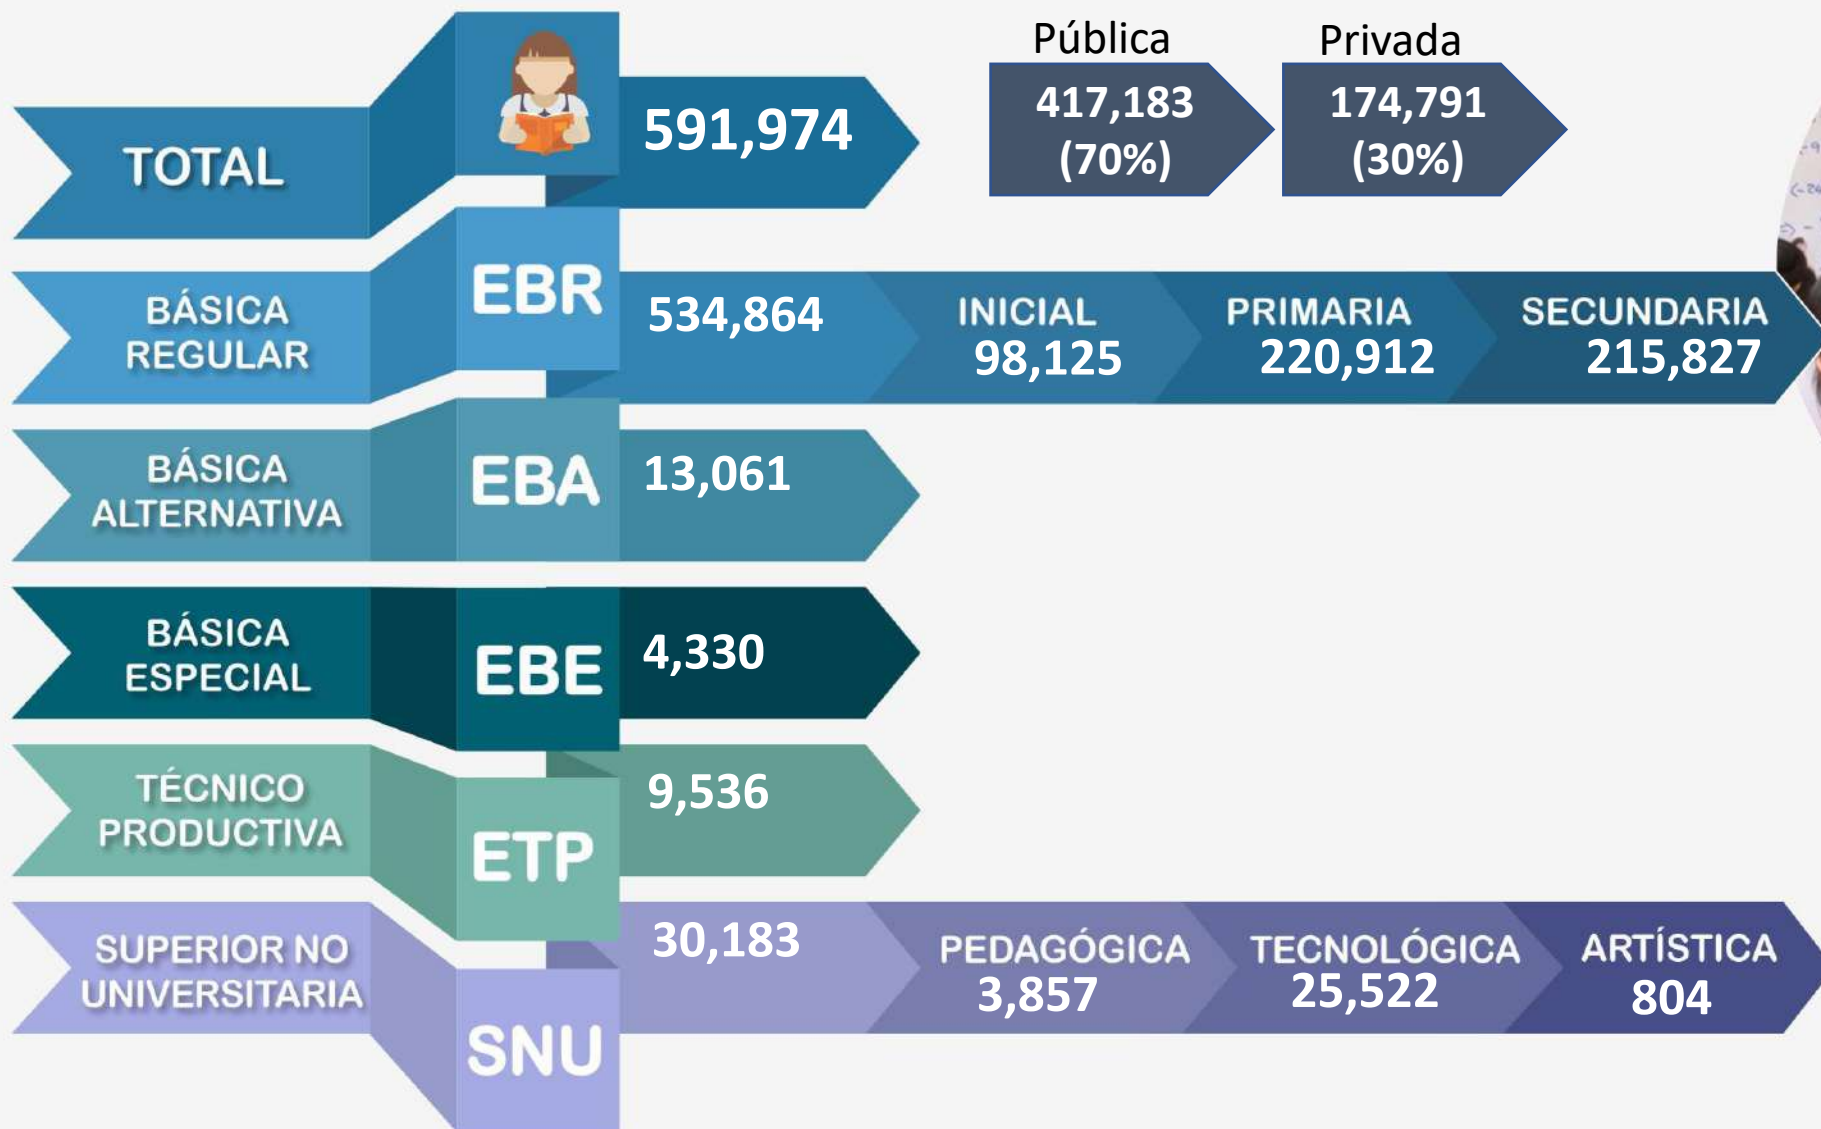 Pública
Privada
417,183
(70%)
174,791
(30%)
TOTAL
591,974
BÁSICA
REGULAR
EBR
534,864
INICIAL
98,125
PRIMARIA
220,912
SECUNDARIA
215,827
BÁSICA
ALTERNATIVA
EBA
13,061
BÁSICA
ESPECIAL
EBE
4,330
TÉCNICO
PRODUCTIVA
ETP
9,536
SUPERIOR NO
UNIVERSITARIA
SNU
30,183
PEDAGÓGICA
3,857
TECNOLÓGICA
25,522
ARTÍSTICA
804